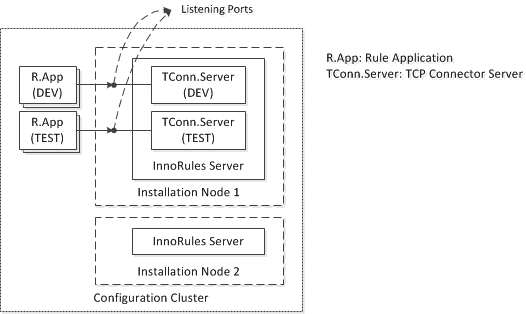 Listening Ports
R.App: Rule Application
TConn.Server: TCP Connector Server
R.App
(DEV)
TConn.Server
(DEV)
R.App
(TEST)
TConn.Server
(TEST)
InnoRules Server
Installation Node 1
InnoRules Server
Installation Node 2
Configuration Cluster